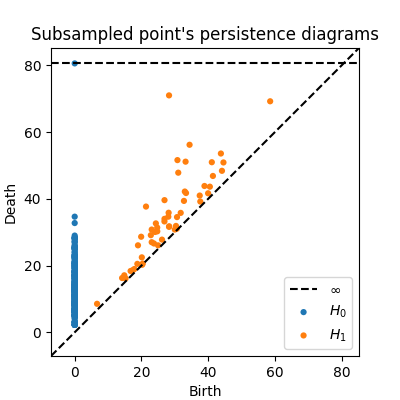 Subsampled point's persistence diagrams
80
60
40
20
0
Death
∞
H₀
H₁
0 20 40 60 80
Birth